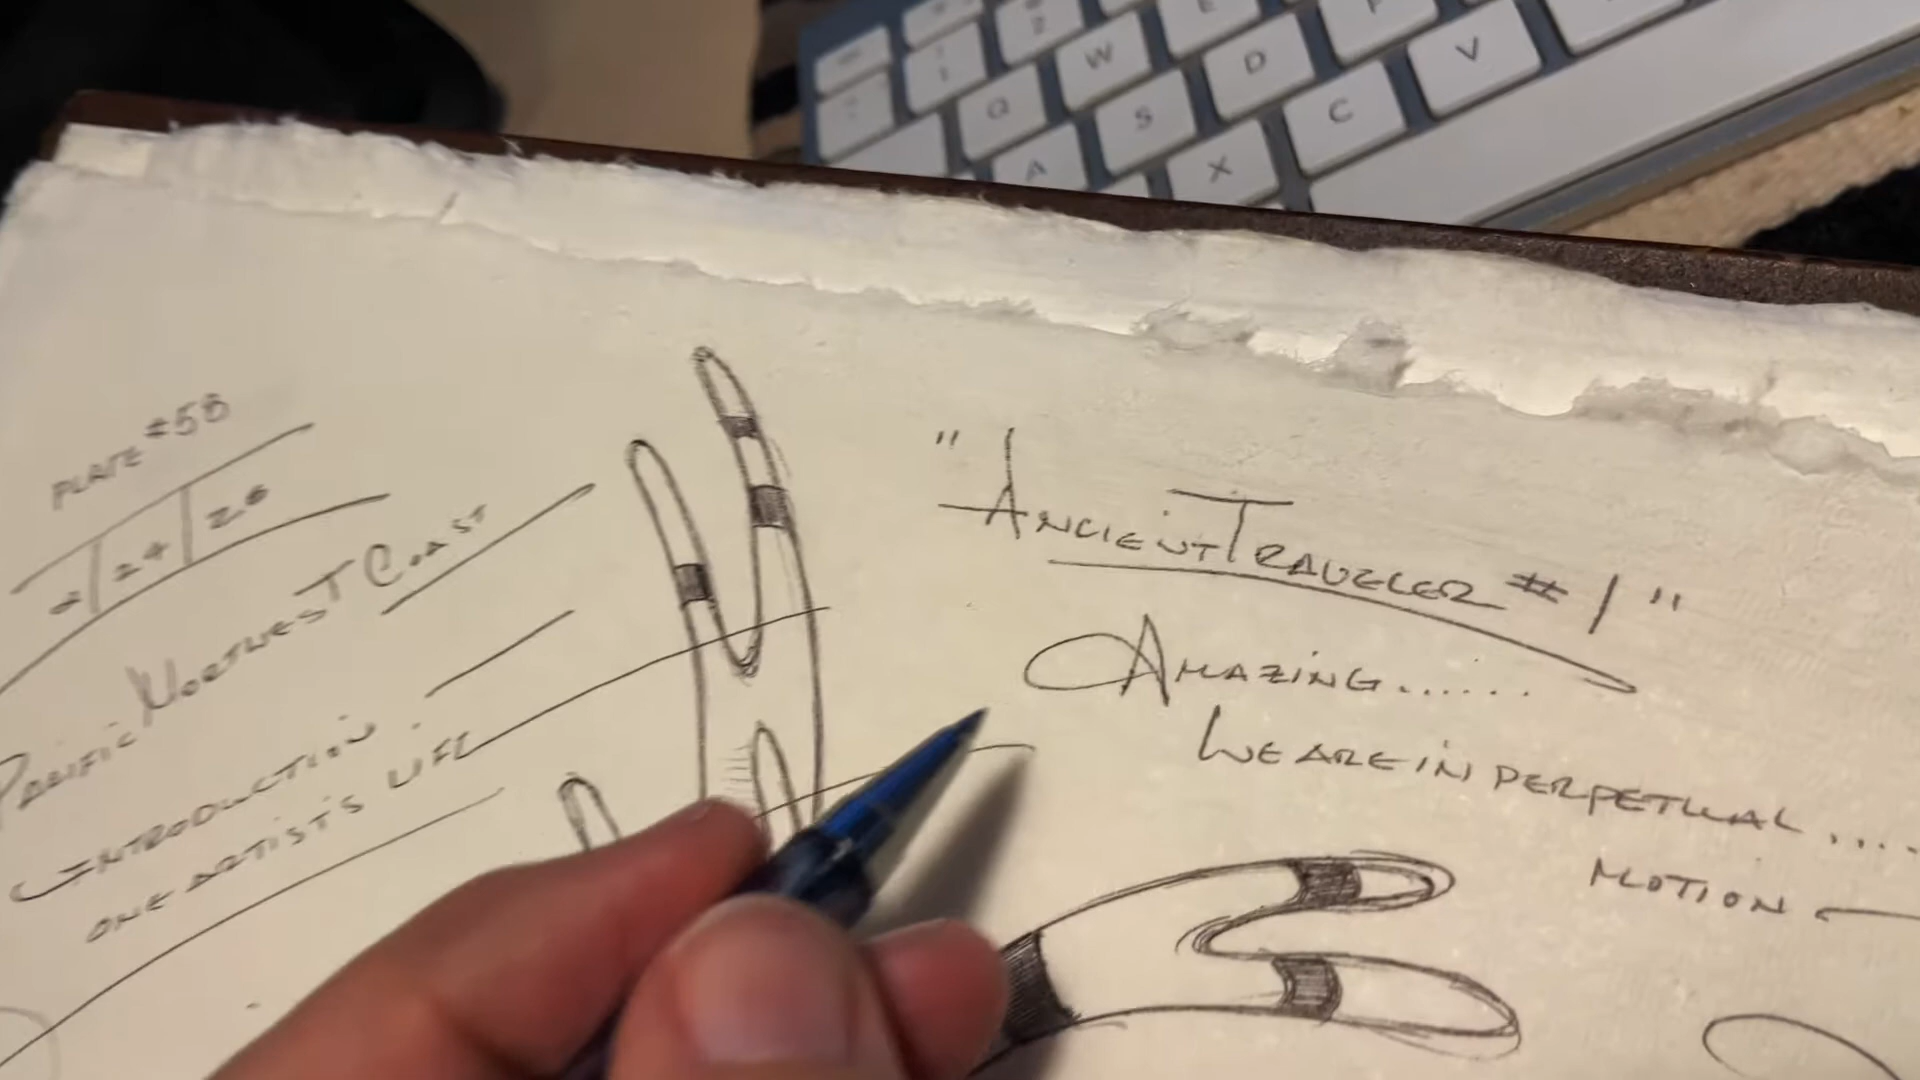 PLATE #58
2/24/26
PACIFIC NORTHWEST COAST
INTRODUCTION.
ONE ARTIST'S LIFE
"ANCIENT TRAVELER #1"
AMAZING......
WE ARE IN PERPETUAL....
MOTION
W
E
D
V
Q
S
C
A
X